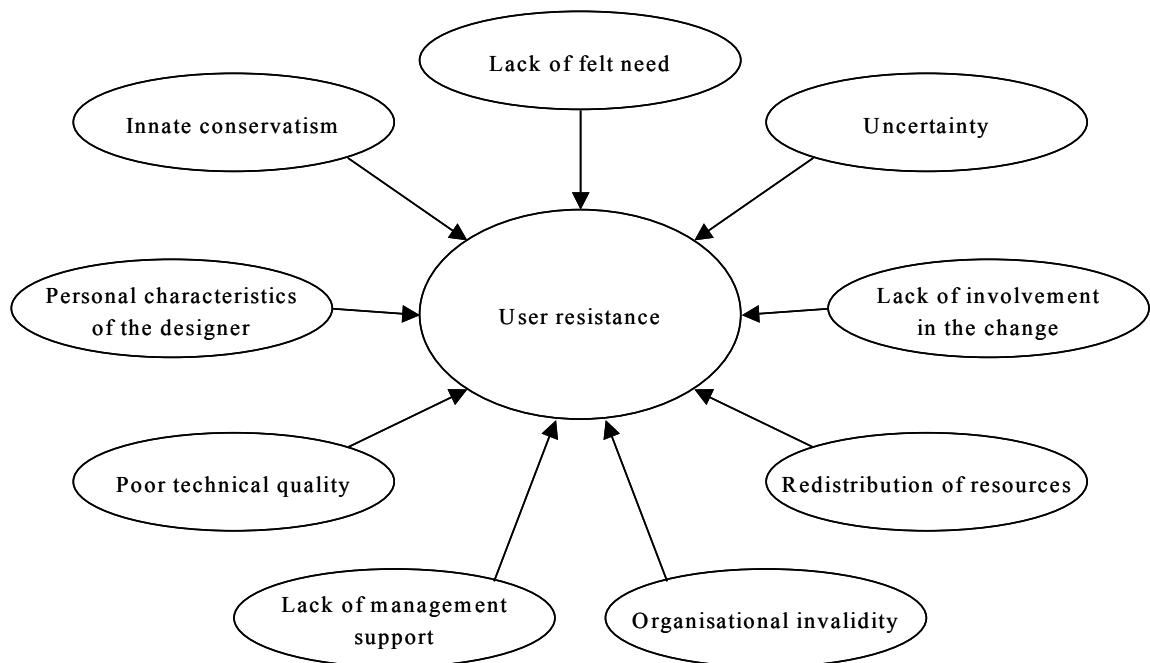 Lack of felt need
Innate conservatism
Uncertainty
Personal characteristics
of the designer
User resistance
Lack of involvement
in the change
Poor technical quality
Redistribution of resources
Lack of management
support
Organisational invalidity